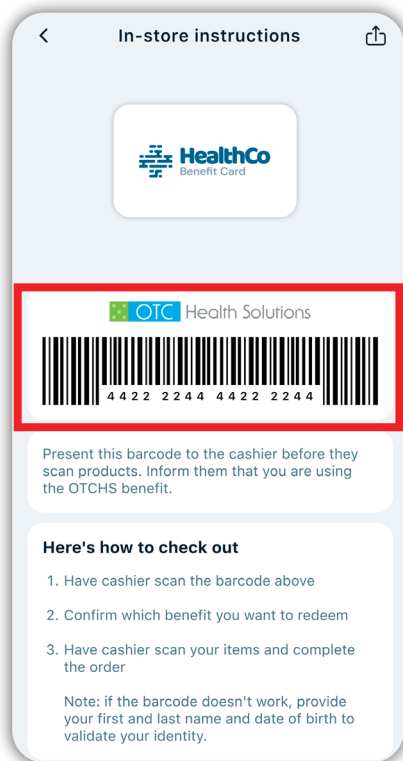 In-store instructions
HealthCo
Benefit Card
OTC Health Solutions
4422 2244 4422 2244
Present this barcode to the cashier before they
scan products. Inform them that you are using
the OTCHS benefit.
Here's how to check out
1. Have cashier scan the barcode above
2. Confirm which benefit you want to redeem
3. Have cashier scan your items and complete
the order
Note: if the barcode doesn't work, provide
your first and last name and date of birth to
validate your identity.